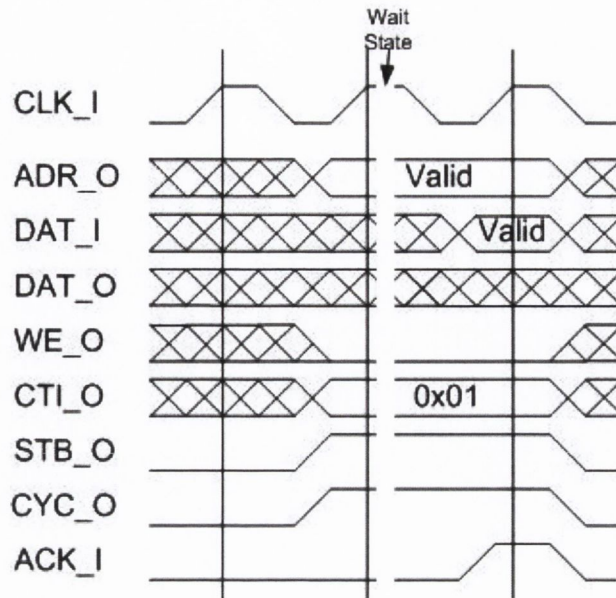 Wait
State
CLK_I
ADR_O
Valid
DAT_I
Valid
DAT_O
WE_O
CTI_O
0x01
STB_O
CYC_O
ACK_I